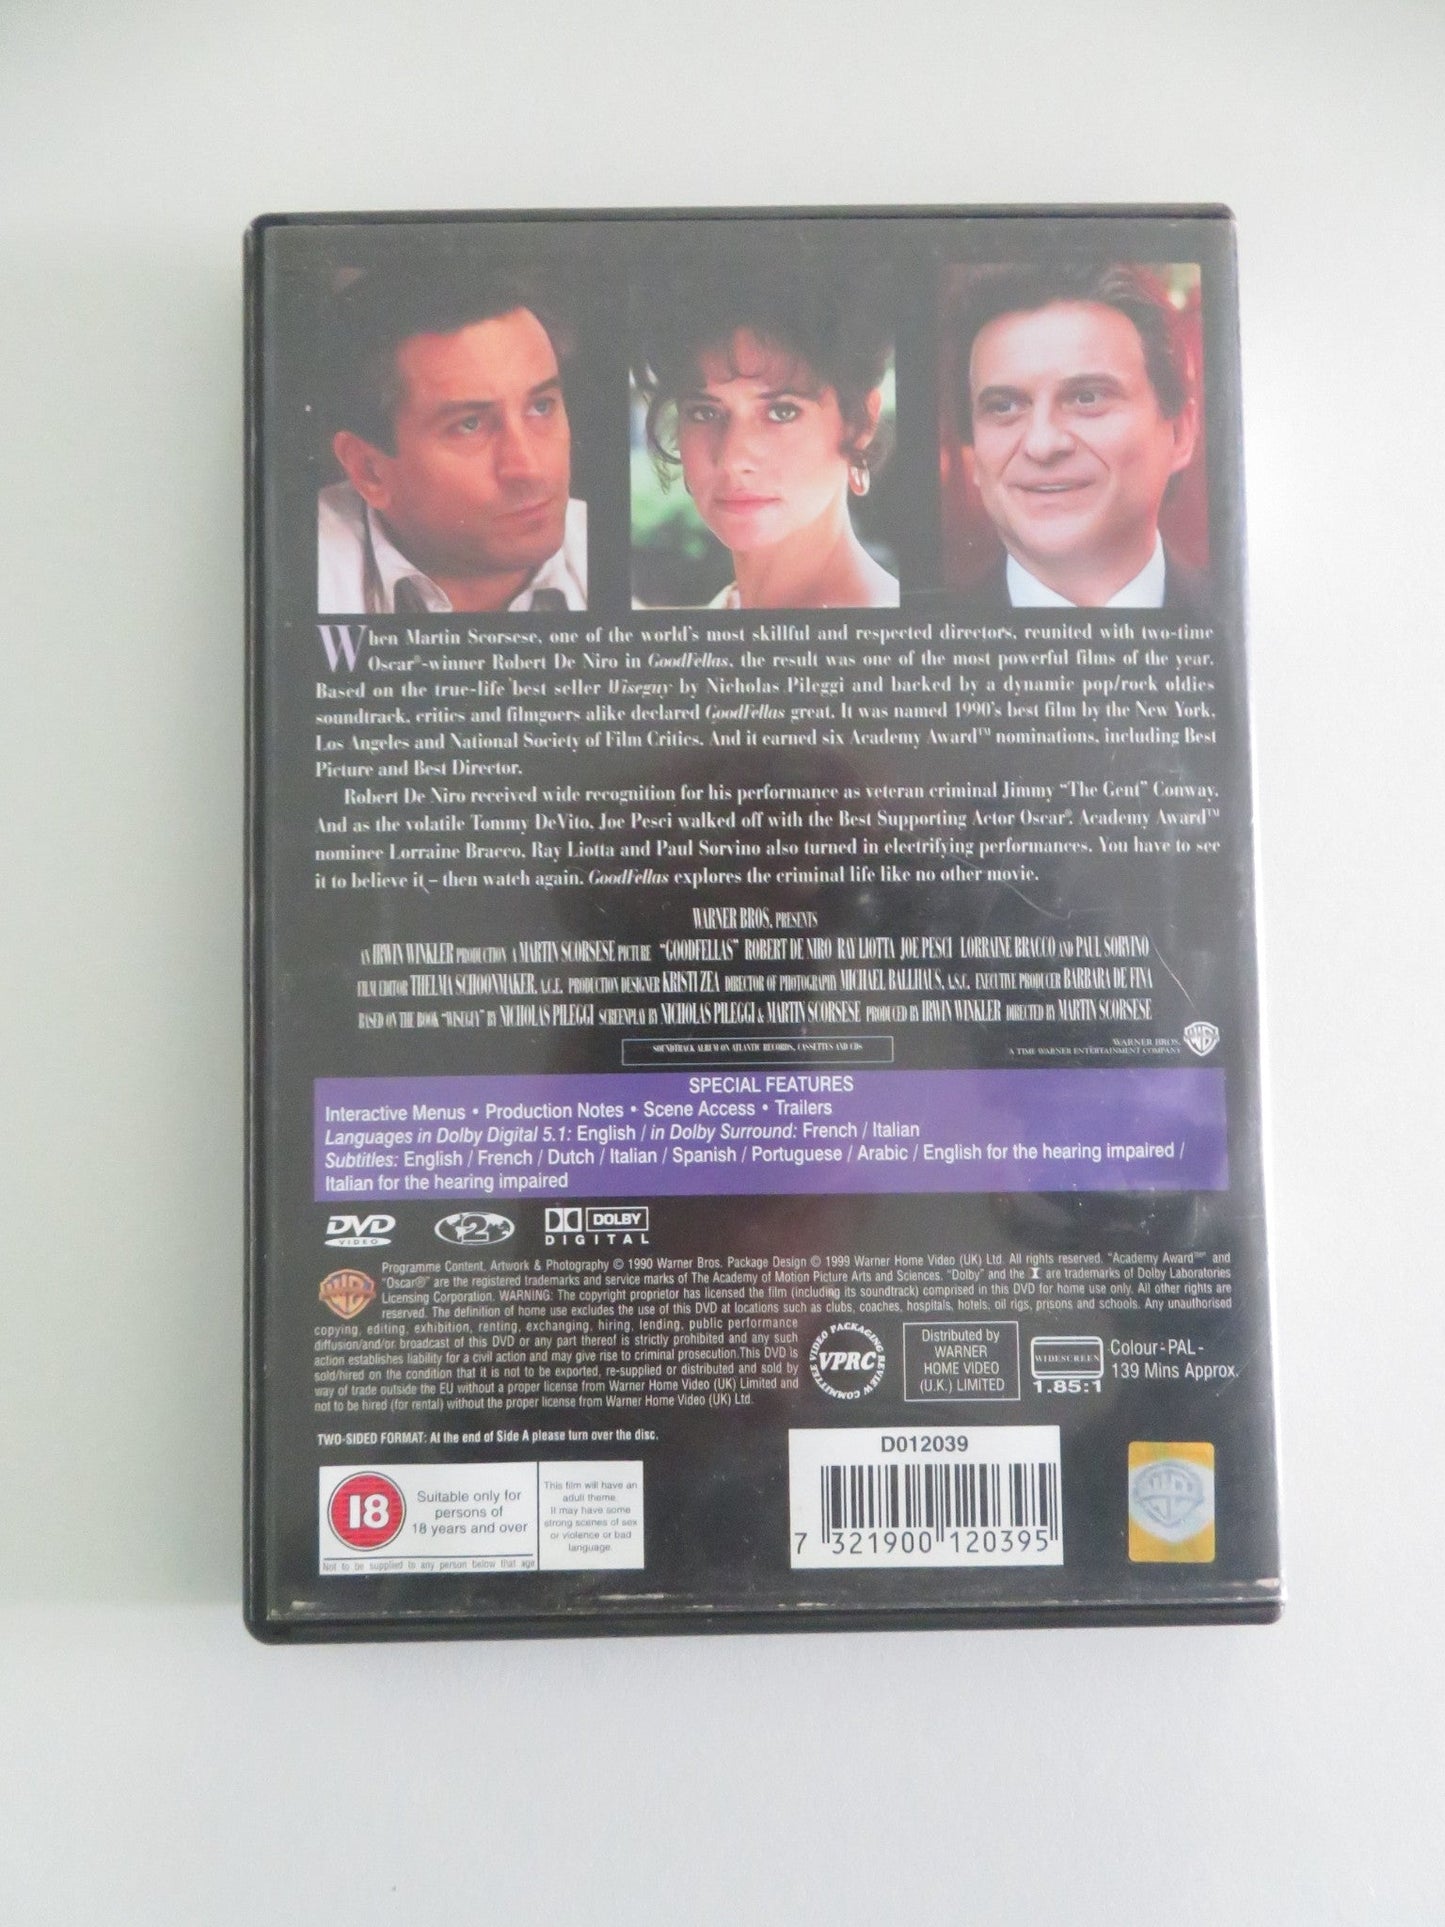 When Martin Scorsese, one of the world's most skillful and respected directors, reunited with two-time
Oscar®-winner Robert De Niro in GoodFellas, the result was one of the most powerful films of the year.
Based on the true-life best seller Wiseguy by Nicholas Pileggi and backed by a dynamic pop/rock oldies
soundtrack, critics and filmgoers alike declared GoodFellas great. It was named 1990's best film by the New York,
Los Angeles and National Society of Film Critics. And it earned six Academy Award™ nominations, including Best
Picture and Best Director.
Robert De Niro received wide recognition for his performance as veteran criminal Jimmy "The Gent" Conway.
And as the volatile Tommy DeVito, Joe Pesci walked off with the Best Supporting Actor Oscar®. Academy Award™
nominee Lorraine Bracco, Ray Liotta and Paul Sorvino also turned in electrifying performances. You have to see
it to believe it – then watch again. GoodFellas explores the criminal life like no other movie.
WARNER BROS. PRESENTS
AN IRWIN WINKLER PRODUCTION A MARTIN SCORSESE PICTURE "GOODFELLAS" ROBERT DE NIRO RAY LIOTTA JOE PESCI LORRAINE BRACCO AND PAUL SORVINO
FILM EDITOR THELMA SCHOONMAKER, A.C.E. PRODUCTION DESIGNER KRISTI ZEA DIRECTOR OF PHOTOGRAPHY MICHAEL BALLHAUS, A.S.C. EXECUTIVE PRODUCER BARBARA DE FINA
BASED ON THE BOOK "WISEGUY" BY NICHOLAS PILEGGI SCREENPLAY BY NICHOLAS PILEGGI & MARTIN SCORSESE PRODUCED BY IRWIN WINKLER DIRECTED BY MARTIN SCORSESE
SOUNDTRACK ALBUM ON ATLANTIC RECORDS, CASSETTES AND CDS
WARNER BROS.
A TIME WARNER ENTERTAINMENT COMPANY
SPECIAL FEATURES
Interactive Menus • Production Notes • Scene Access • Trailers
Languages in Dolby Digital 5.1: English / in Dolby Surround: French / Italian
Subtitles: English / French / Dutch / Italian / Spanish / Portuguese / Arabic / English for the hearing impaired /
Italian for the hearing impaired
DVD VIDEO
2
DOLBY DIGITAL
Programme Content, Artwork & Photography © 1990 Warner Bros. Package Design © 1999 Warner Home Video (UK) Ltd. All rights reserved. "Academy Award™" and
"Oscar®" are the registered trademarks and service marks of The Academy of Motion Picture Arts and Sciences. "Dolby" and the are trademarks of Dolby Laboratories
Licensing Corporation. WARNING: The copyright proprietor has licensed the film (including its soundtrack) comprised in this DVD for home use only. All other rights are
reserved. The definition of home use excludes the use of this DVD at locations such as clubs, coaches, hospitals, hotels, oil rigs, prisons and schools. Any unauthorised
copying, editing, exhibition, renting, exchanging, hiring, lending, public performance
diffusion/and/or broadcast of this DVD or any part thereof is strictly prohibited and any such
action establishes liability for a civil action and may give rise to criminal prosecution.This DVD is
sold/hired on the condition that it is not to be exported, re-supplied or distributed and sold by
way of trade outside the EU without a proper license from Warner Home Video (UK) Limited and
not to be hired (for rental) without the proper license from Warner Home Video (UK) Ltd.
VIDEO PACKAGING REVIEW COMMITTEE
VPRC
Distributed by
WARNER
HOME VIDEO
(U.K.) LIMITED
WIDESCREEN
1.85:1
Colour-PAL-
139 Mins Approx.
TWO-SIDED FORMAT: At the end of Side A please turn over the disc.
18
Suitable only for
persons of
18 years and over
Not to be supplied to any person below that age
This film will have an
adult theme.
It may have some
strong scenes of sex
or violence or bad
language.
D012039
7 321900 120395